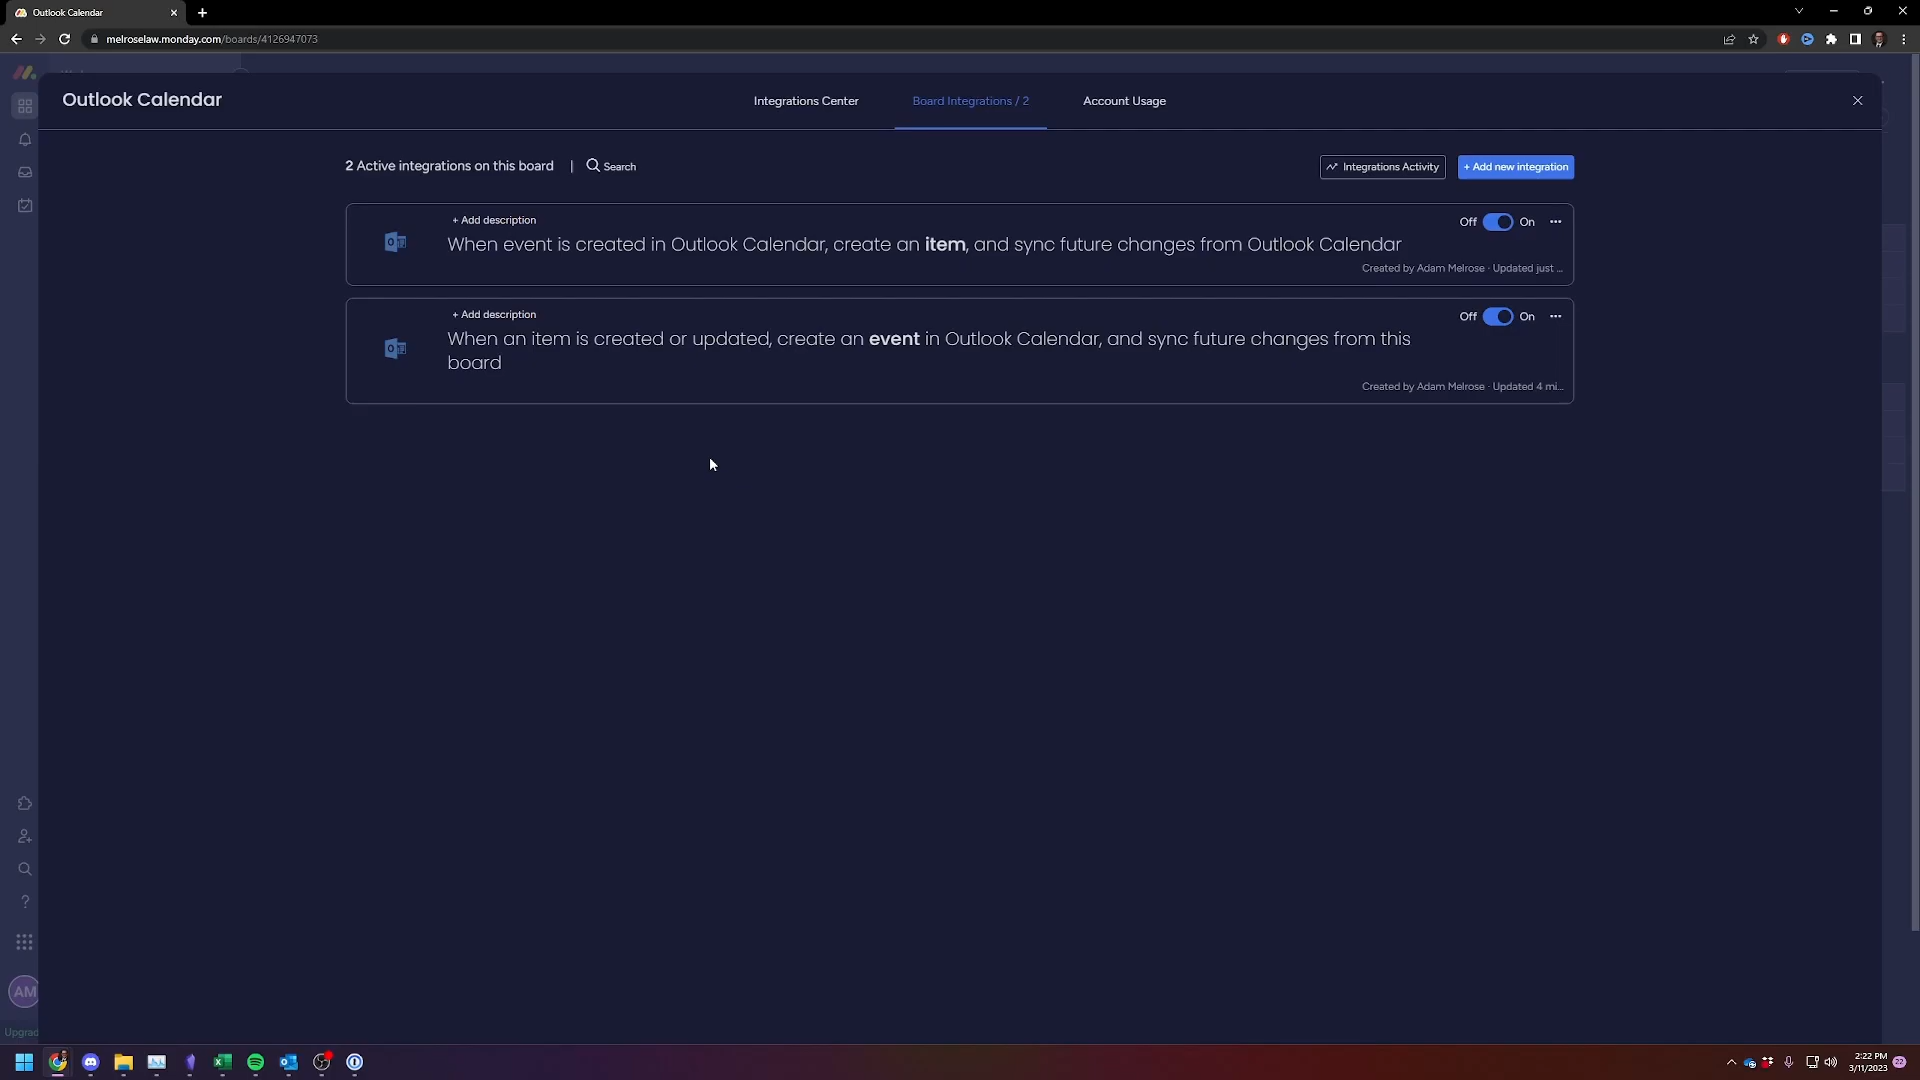 Outlook Calendar
melroselaw.monday.com/boards/4126947073
Outlook Calendar
Integrations Center
Board Integrations / 2
Account Usage
2 Active integrations on this board | Search
Integrations Activity
+ Add new integration
+ Add description
Off On
When event is created in Outlook Calendar, create an item, and sync future changes from Outlook Calendar
Created by Adam Melrose · Updated just ...
+ Add description
Off On
When an item is created or updated, create an event in Outlook Calendar, and sync future changes from this
board
Created by Adam Melrose · Updated 4 mi...
AM
Upgrad
2:22 PM
3/11/2023
22